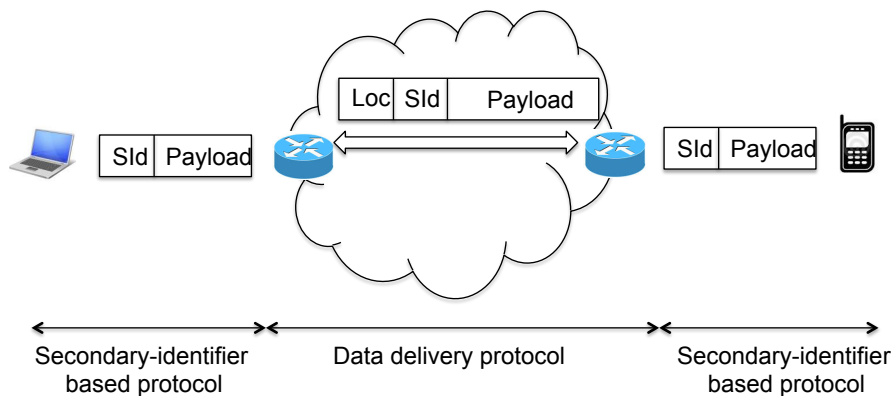 Loc SId Payload
SId Payload
SId Payload
Secondary-identifier
based protocol
Data delivery protocol
Secondary-identifier
based protocol